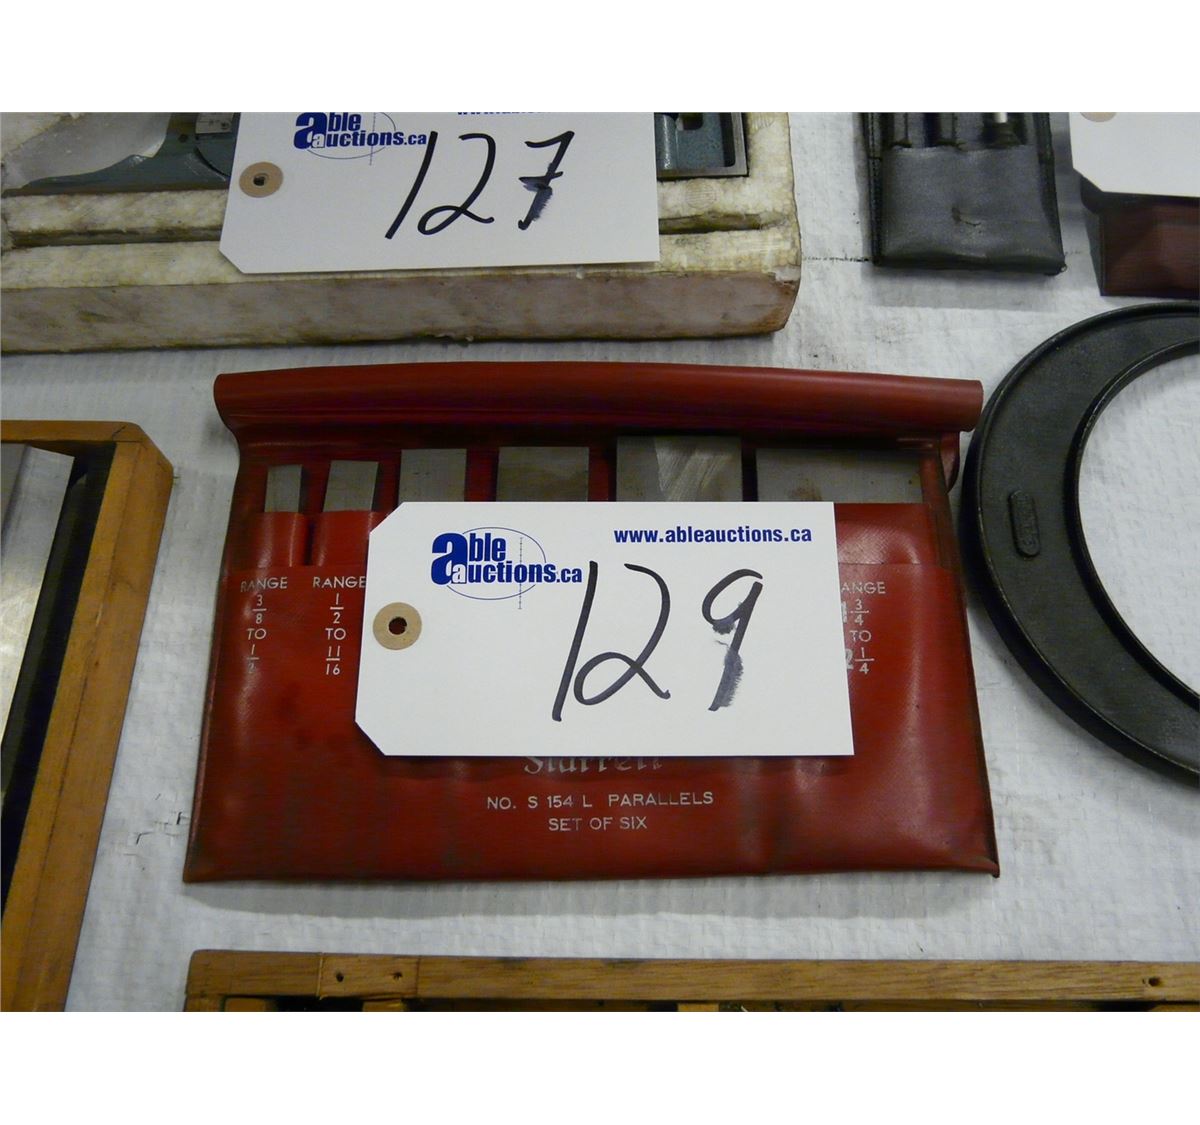 able
auctions.ca
127
able
auctions.ca
www.ableauctions.ca
129
RANGE
3/8
TO
1/2
RANGE
1/2
TO
11/16
ANGE
1 3/4
TO
2 1/4
Starrett
NO. S 154 L PARALLELS
SET OF SIX